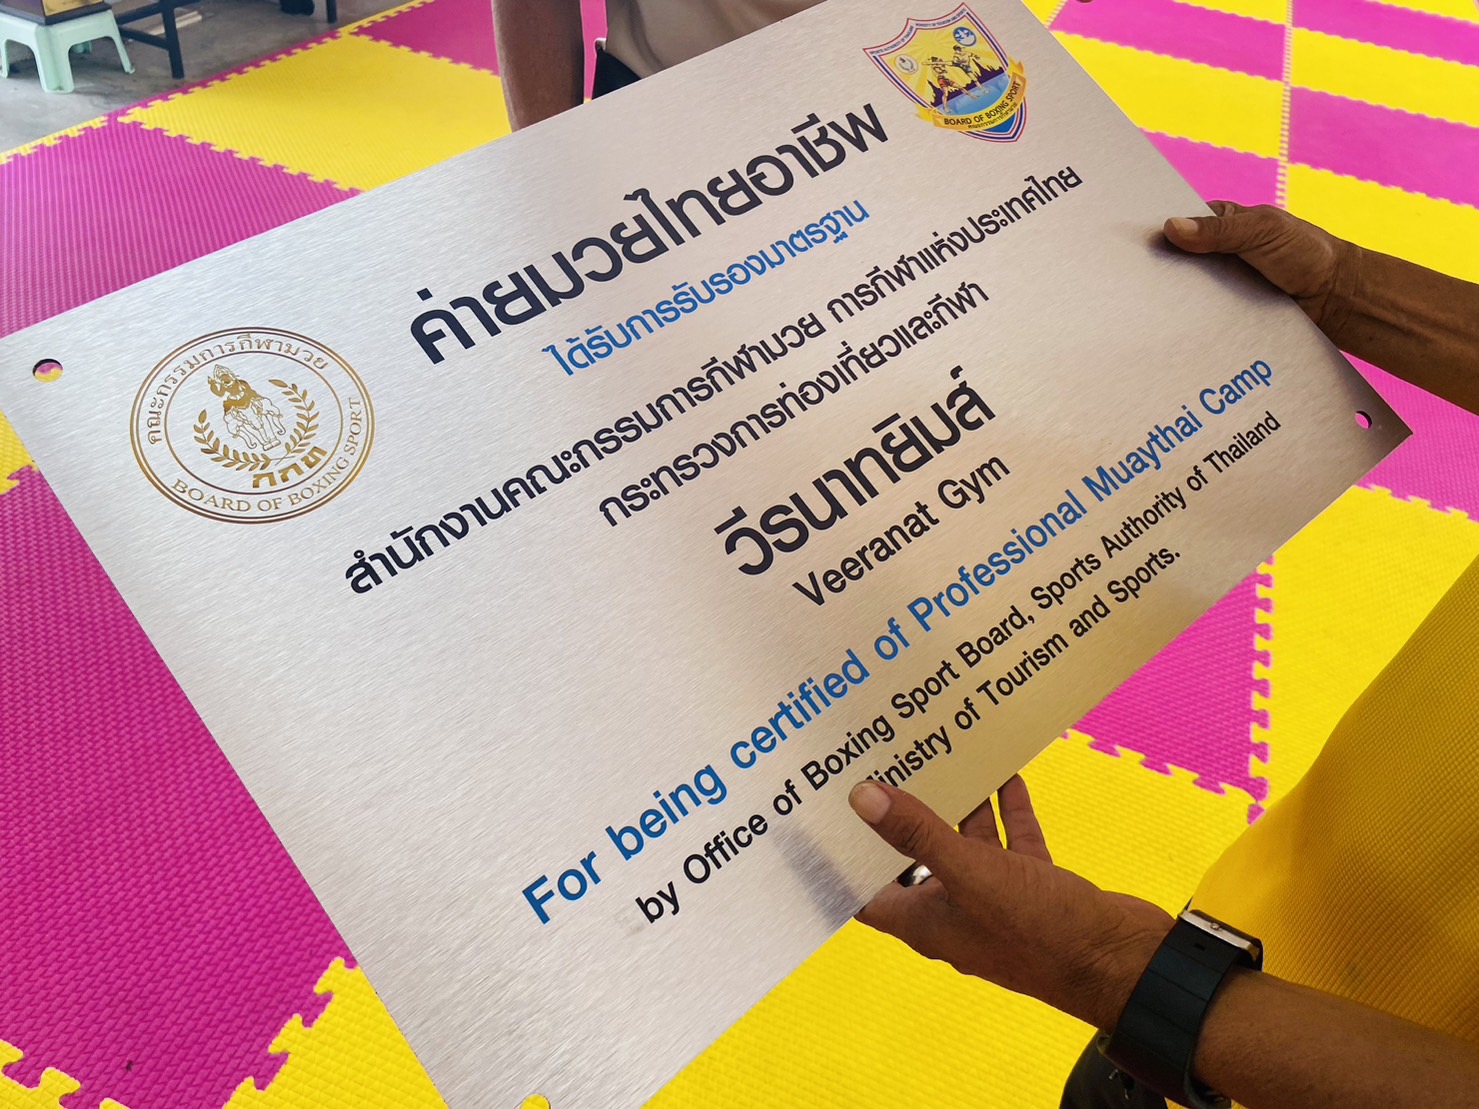 BOARD OF BOXING SPORT
ค่ายมวยไทยอาชีพ
ได้รับการรับรองมาตรฐาน
สำนักงานคณะกรรมการกีฬามวย การกีฬาแห่งประเทศไทย
กระทรวงการท่องเที่ยวและกีฬา
คณะกรรมการกีฬามวย
กกท
BOARD OF BOXING SPORT
วีรนาทยิมส์
Veeranat Gym
For being certified of Professional Muaythai Camp
by Office of Boxing Sport Board, Sports Authority of Thailand
inistry of Tourism and Sports.